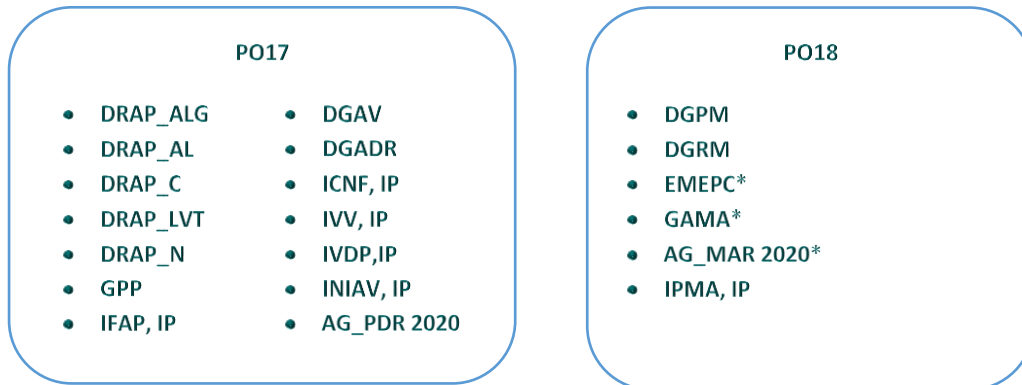 PO17
• DRAP_ALG
• DRAP_AL
• DRAP_C
• DRAP_LVT
• DRAP_N
• GPP
• IFAP, IP
• DGAV
• DGADR
• ICNF, IP
• IVV, IP
• IVDP,IP
• INIAV, IP
• AG_PDR 2020
PO18
• DGPM
• DGRM
• EMEPC*
• GAMA*
• AG_MAR 2020*
• IPMA, IP